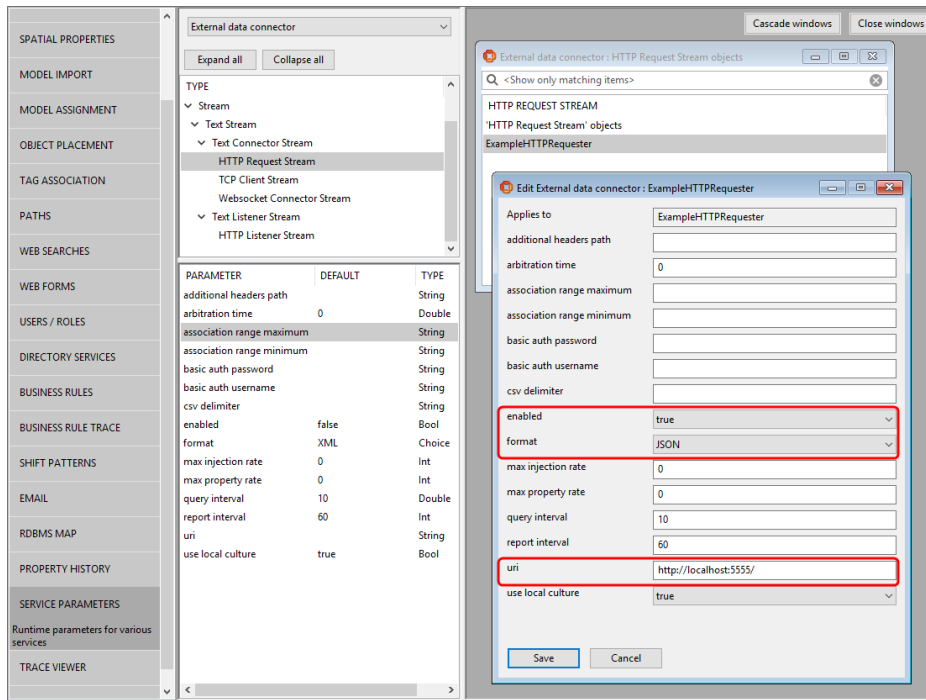 SPATIAL PROPERTIES
MODEL IMPORT
MODEL ASSIGNMENT
OBJECT PLACEMENT
TAG ASSOCIATION
PATHS
WEB SEARCHES
WEB FORMS
USERS / ROLES
DIRECTORY SERVICES
BUSINESS RULES
BUSINESS RULE TRACE
SHIFT PATTERNS
EMAIL
RDBMS MAP
PROPERTY HISTORY
SERVICE PARAMETERS
Runtime parameters for various
services
TRACE VIEWER
External data connector
Expand all Collapse all
TYPE
Stream
Text Stream
Text Connector Stream
HTTP Request Stream
TCP Client Stream
Websocket Connector Stream
Text Listener Stream
HTTP Listener Stream
PARAMETER DEFAULT TYPE
additional headers path String
arbitration time 0 Double
association range maximum String
association range minimum String
basic auth password String
basic auth username String
csv delimiter String
enabled false Bool
format XML Choice
max injection rate 0 Int
max property rate 0 Int
query interval 10 Double
report interval 60 Int
uri String
use local culture true Bool
Cascade windows Close windows
External data connector : HTTP Request Stream objects
<Show only matching items>
HTTP REQUEST STREAM
'HTTP Request Stream' objects
ExampleHTTPRequester
Edit External data connector : ExampleHTTPRequester
Applies to ExampleHTTPRequester
additional headers path
arbitration time 0
association range maximum
association range minimum
basic auth password
basic auth username
csv delimiter
enabled true
format JSON
max injection rate 0
max property rate 0
query interval 10
report interval 60
uri http://localhost:5555/
use local culture true
Save Cancel